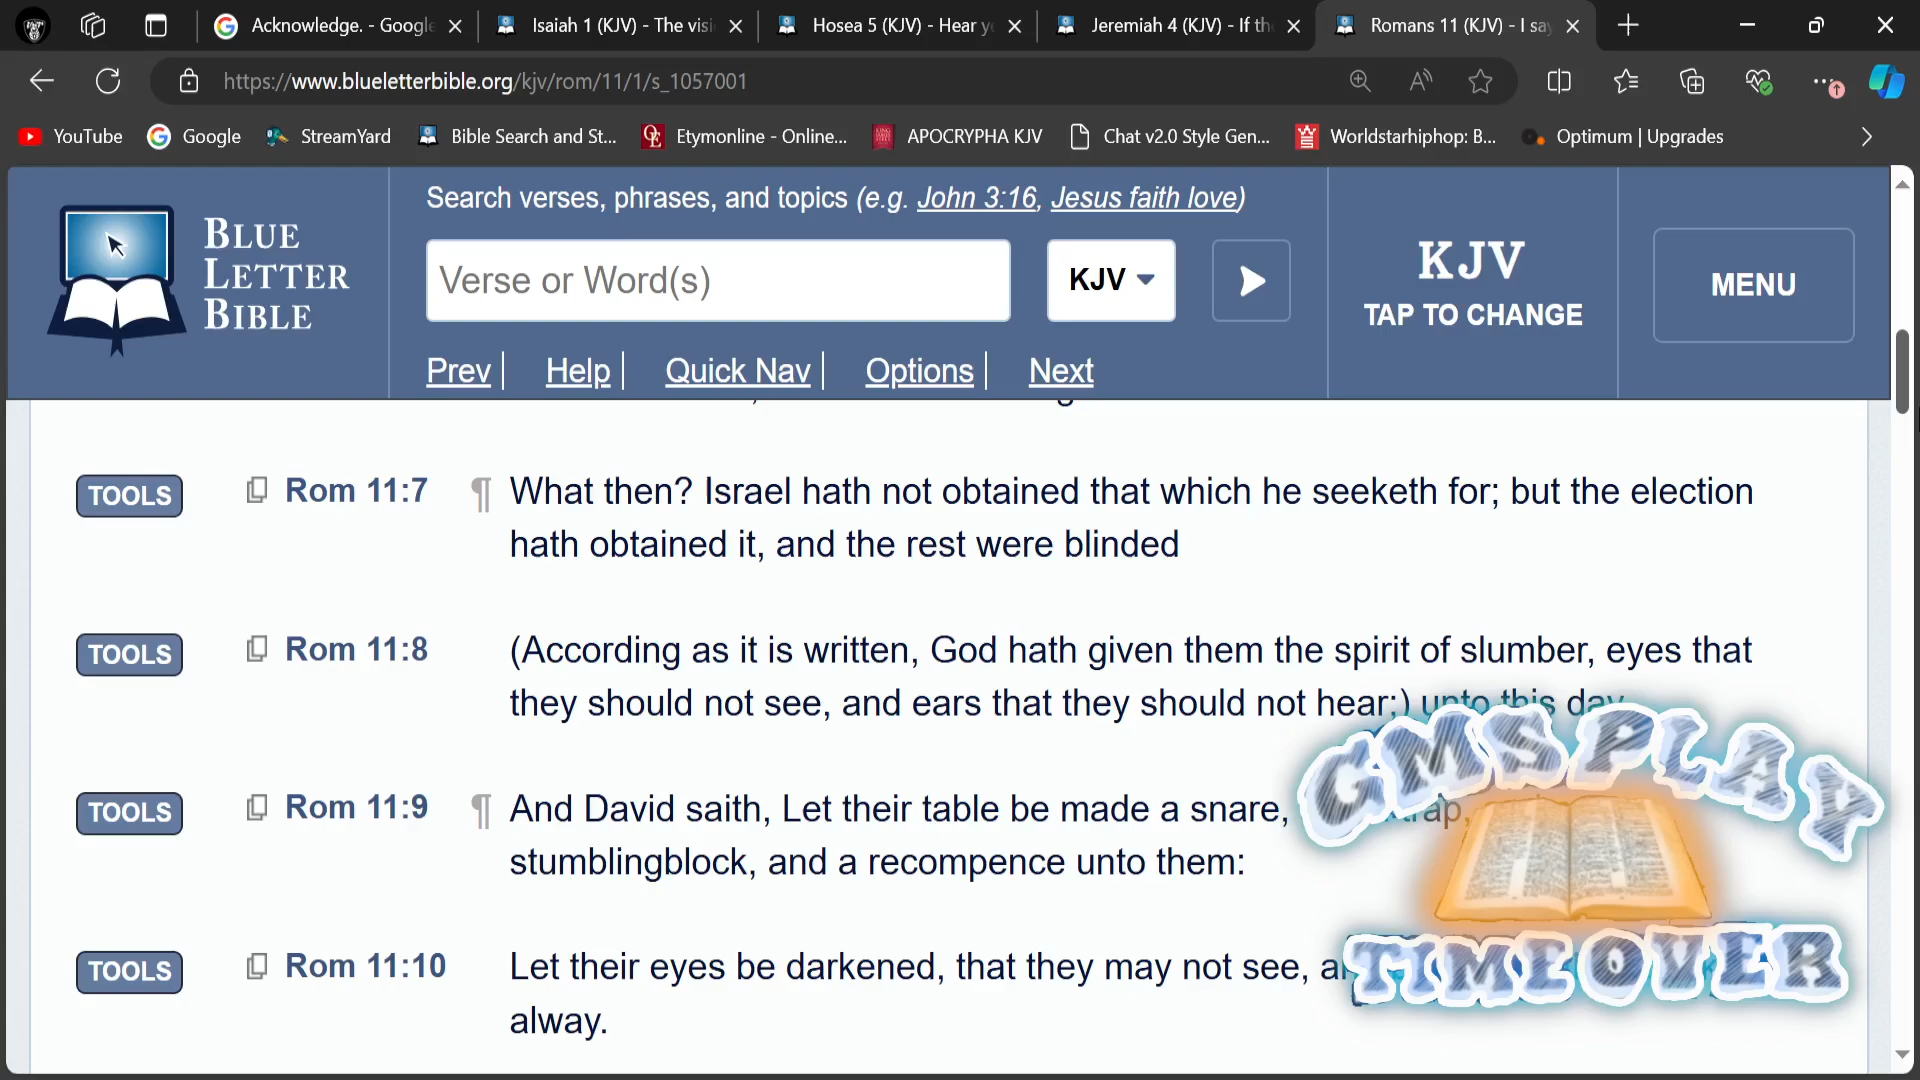 Acknowledge. - Google
Isaiah 1 (KJV) - The visi
Hosea 5 (KJV) - Hear y
Jeremiah 4 (KJV) - If th
Romans 11 (KJV) - I say
https://www.blueletterbible.org/kjv/rom/11/1/s_1057001
YouTube
Google
StreamYard
Bible Search and St...
Etymonline - Online...
APOCRYPHA KJV
Chat v2.0 Style Gen...
Worldstarhiphop: B...
Optimum | Upgrades
BLUE
LETTER
BIBLE
Search verses, phrases, and topics (e.g. John 3:16, Jesus faith love)
Verse or Word(s)
KJV
KJV
TAP TO CHANGE
MENU
Prev | Help | Quick Nav | Options | Next
TOOLS Rom 11:7 ¶ What then? Israel hath not obtained that which he seeketh for; but the election
hath obtained it, and the rest were blinded
TOOLS Rom 11:8 (According as it is written, God hath given them the spirit of slumber, eyes that
they should not see, and ears that they should not hear;) unto this day.
TOOLS Rom 11:9 ¶ And David saith, Let their table be made a snare, trap,
stumblingblock, and a recompence unto them:
TOOLS Rom 11:10 Let their eyes be darkened, that they may not see,
alway.
GMS PLAY
TIME OVER